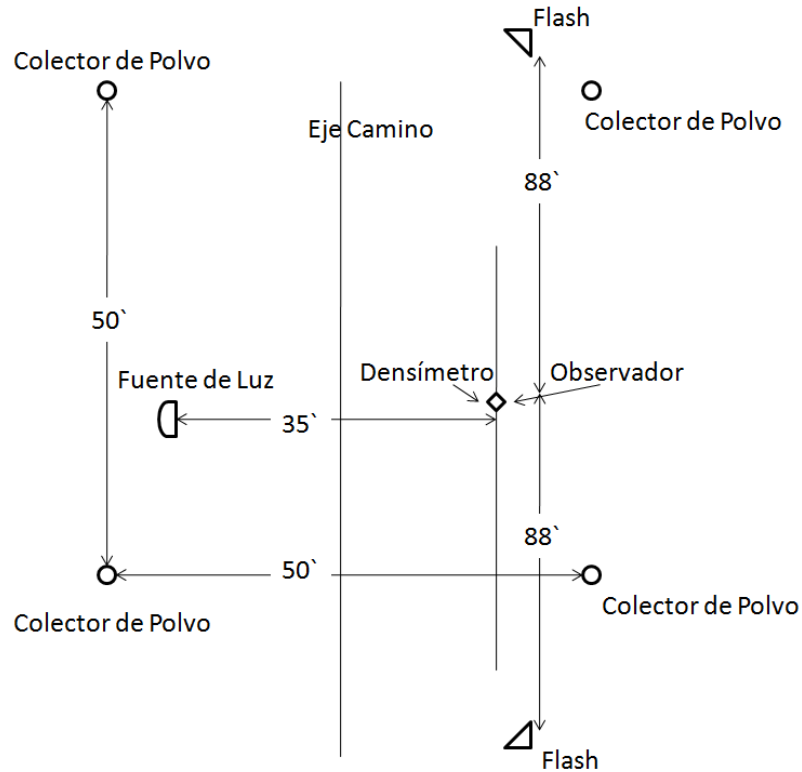 Flash
Colector de Polvo
Colector de Polvo
Eje Camino
88`
50`
Fuente de Luz
Densímetro
Observador
35`
88`
50`
Colector de Polvo
Colector de Polvo
Flash